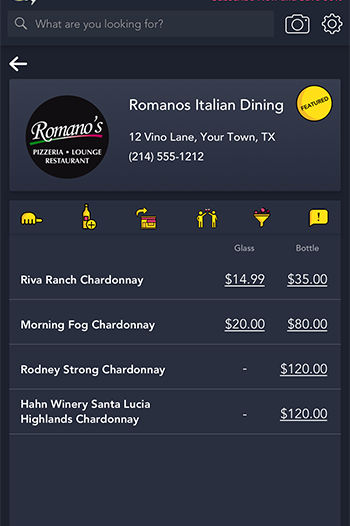 What are you looking for?
Romanos Italian Dining
FEATURED
Romano's
PIZZERIA • LOUNGE
RESTAURANT
12 Vino Lane, Your Town, TX
(214) 555-1212
Glass Bottle
Riva Ranch Chardonnay $14.99 $35.00
Morning Fog Chardonnay $20.00 $80.00
Rodney Strong Chardonnay - $120.00
Hahn Winery Santa Lucia
Highlands Chardonnay - $120.00